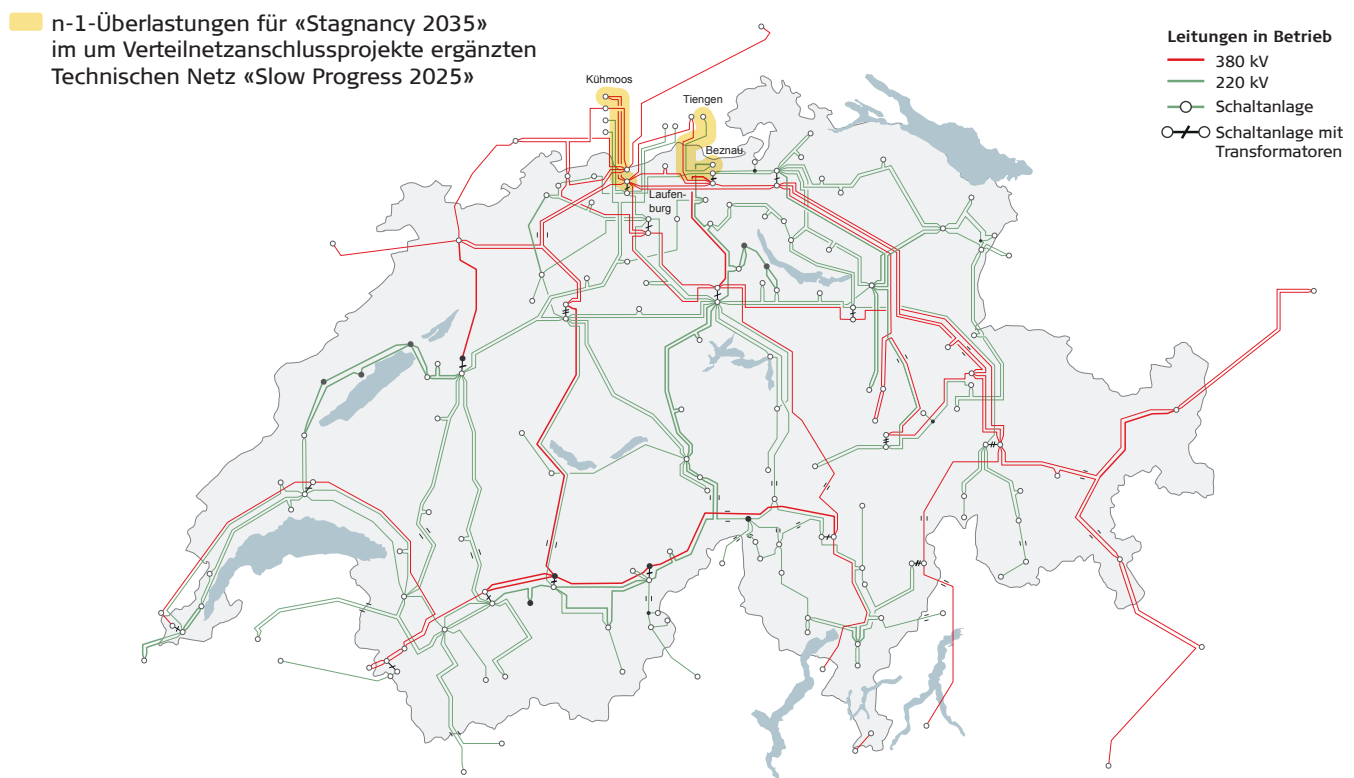 n-1-Überlastungen für «Stagnancy 2035»
im um Verteilnetzanschlussprojekte ergänzten
Technischen Netz «Slow Progress 2025»
Leitungen in Betrieb
380 kV
220 kV
Schaltanlage
Schaltanlage mit
Transformatoren
Kühmoos
Tiengen
Beznau
Laufen-
burg